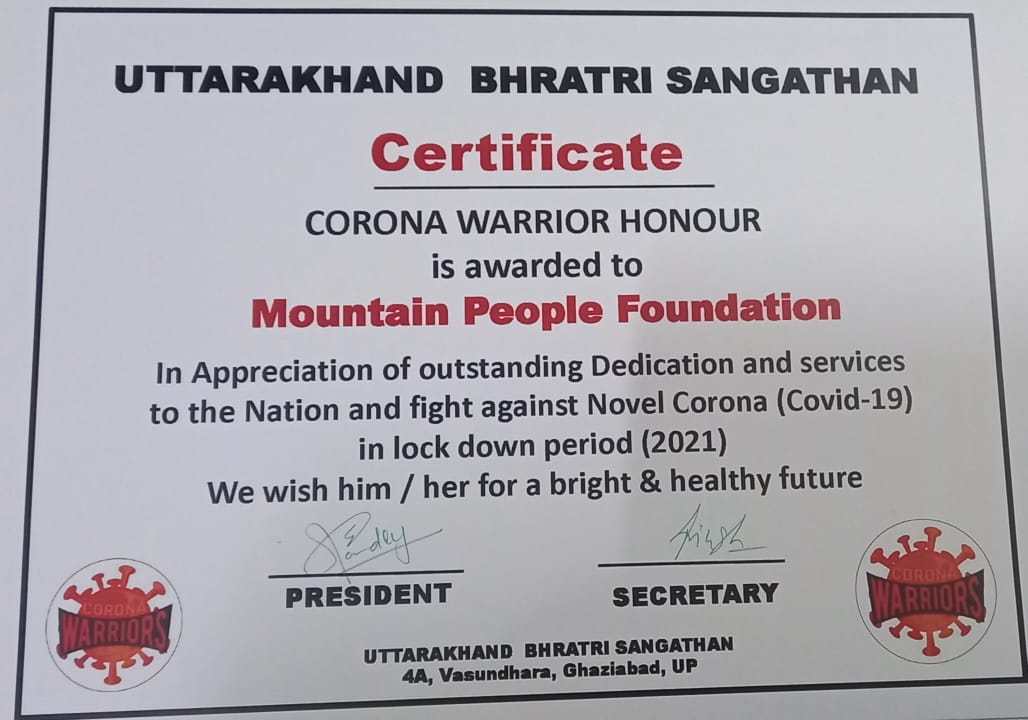 UTTARAKHAND BHRATRI SANGATHAN
Certificate
CORONA WARRIOR HONOUR
is awarded to
Mountain People Foundation
In Appreciation of outstanding Dedication and services
to the Nation and fight against Novel Corona (Covid-19)
in lock down period (2021)
We wish him / her for a bright & healthy future
PRESIDENT
SECRETARY
CORONA
WARRIORS
CORONA
WARRIORS
UTTARAKHAND BHRATRI SANGATHAN
4A, Vasundhara, Ghaziabad, UP